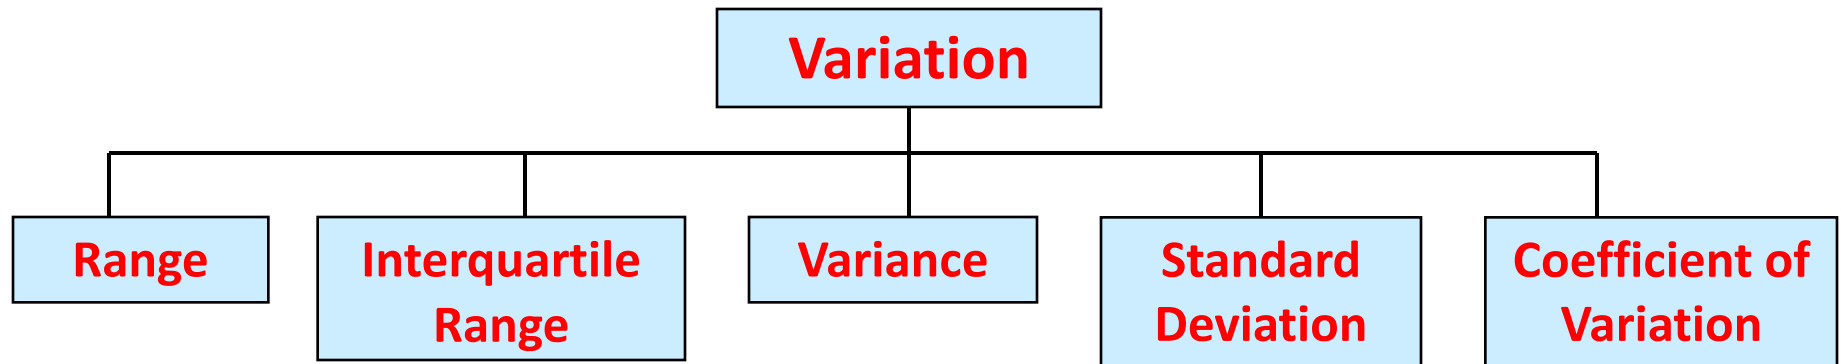 Variation
Range
Interquartile
Range
Variance
Standard
Deviation
Coefficient of
Variation